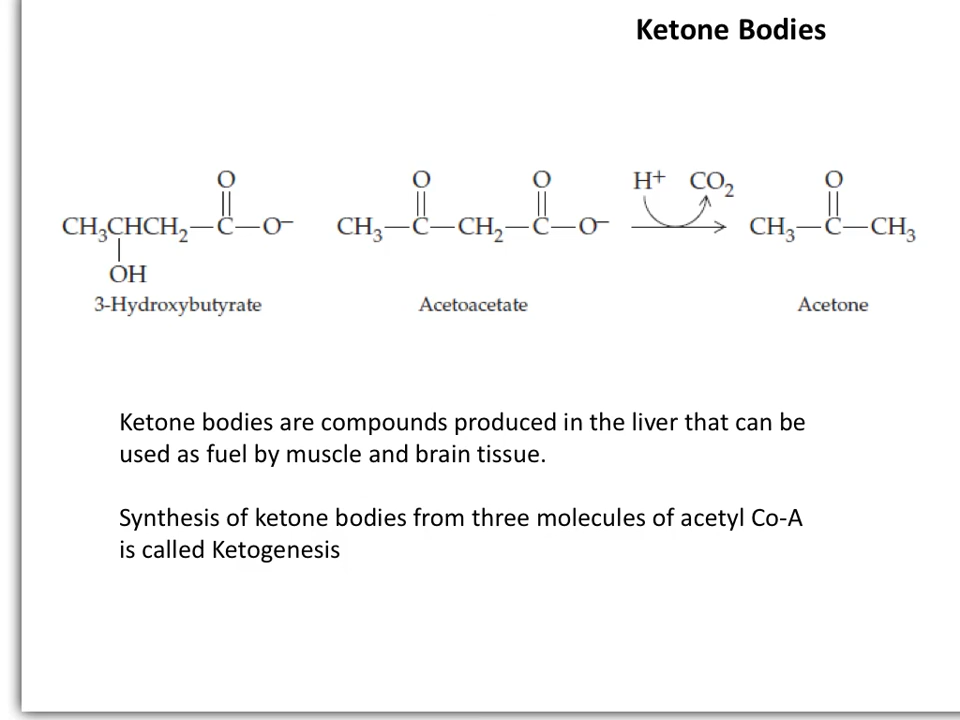 Ketone Bodies
O O O H+ CO₂ O
CH₃CHCH₂—C—O⁻ CH₃—C—CH₂—C—O⁻ CH₃—C—CH₃
OH
3-Hydroxybutyrate Acetoacetate Acetone
Ketone bodies are compounds produced in the liver that can be
used as fuel by muscle and brain tissue.
Synthesis of ketone bodies from three molecules of acetyl Co-A
is called Ketogenesis